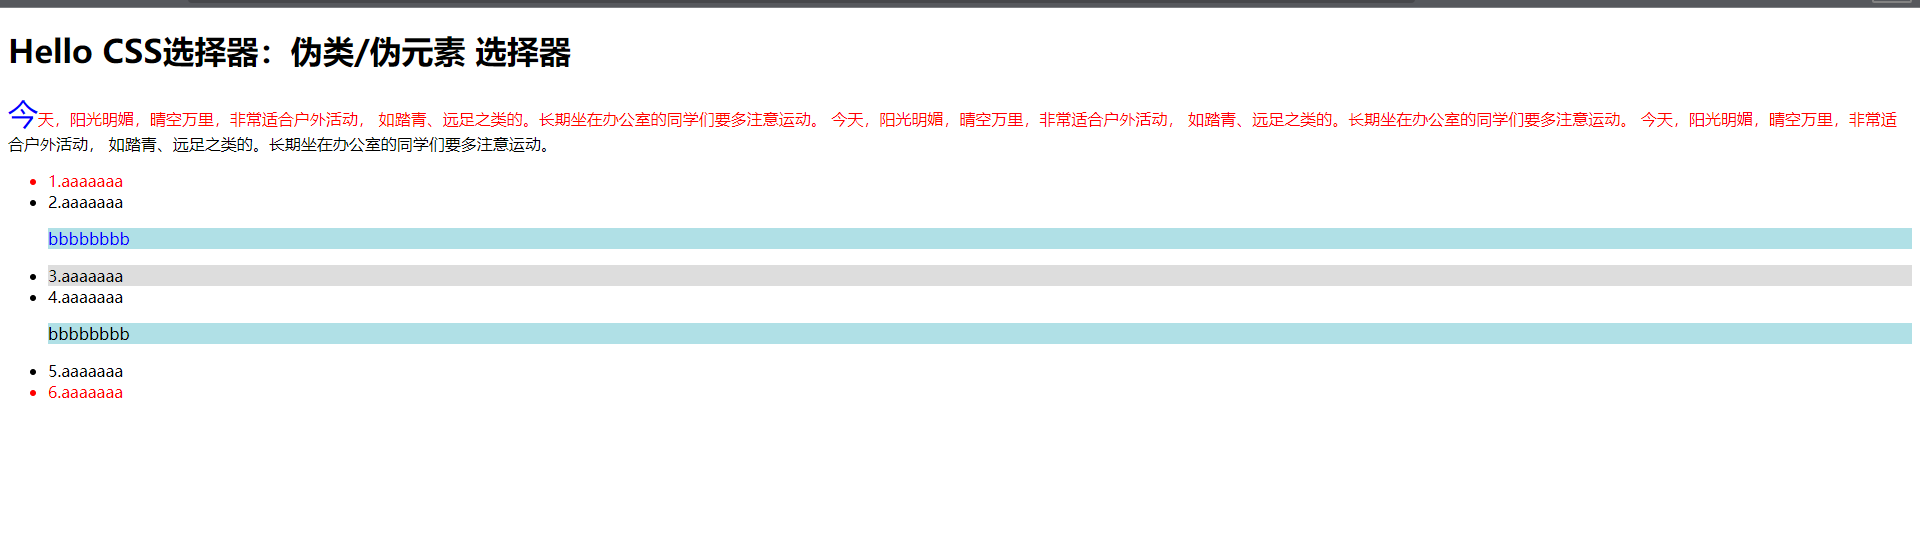 Hello CSS选择器：伪类/伪元素 选择器
今天，阳光明媚，晴空万里，非常适合户外活动， 如踏青、远足之类的。长期坐在办公室的同学们要多注意运动。 今天，阳光明媚，晴空万里，非常适合户外活动， 如踏青、远足之类的。长期坐在办公室的同学们要多注意运动。 今天，阳光明媚，晴空万里，非常适
合户外活动， 如踏青、远足之类的。长期坐在办公室的同学们要多注意运动。
1.aaaaaaa
2.aaaaaaa
bbbbbbbb
3.aaaaaaa
4.aaaaaaa
bbbbbbbb
5.aaaaaaa
6.aaaaaaa